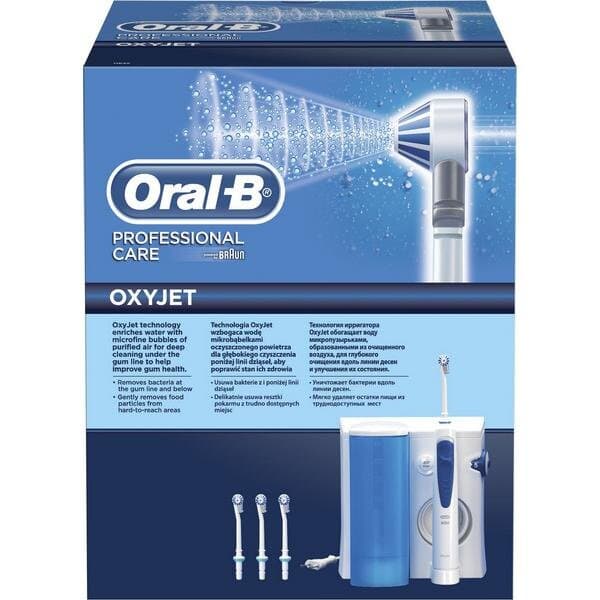 Oral-B
PROFESSIONAL
CARE
OXYJET
Oral-B®
PROFESSIONAL
CARE
BRAUN
OXYJET
OxyJet technology
enriches water with
microfine bubbles of
purified air for deep
cleaning under the
gum line to help
improve gum health.
• Removes bacteria at
the gum line and below
• Gently removes food
particles from
hard-to-reach areas
Technologia OxyJet
wzbogaca wodę
mikrobąbelkami
oczyszczonego powietrza
dla głębokiego czyszczenia
poniżej linii dziąseł, aby
poprawić stan ich zdrowia
• Usuwa bakterie z i poniżej linii
dziąseł
• Delikatnie usuwa resztki
pokarmu z trudno dostępnych
miejsc
Технология ирригатора
OxyJet обогащает воду
микропузырьками,
образованными из очищенного
воздуха, для глубокого
очищения вдоль линии десен
и улучшения их состояния.
• Уничтожает бактерии вдоль
линии десен.
• Мягко удаляет остатки пищи из
труднодоступных мест